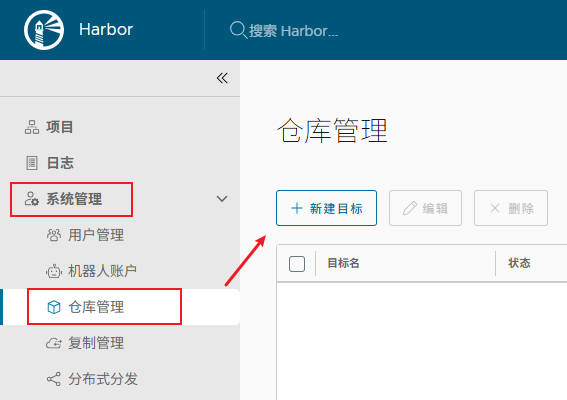 Harbor
搜索 Harbor...
项目
日志
系统管理
用户管理
机器人账户
仓库管理
复制管理
分布式分发
仓库管理
+ 新建目标
编辑
× 删除
目标名
状态